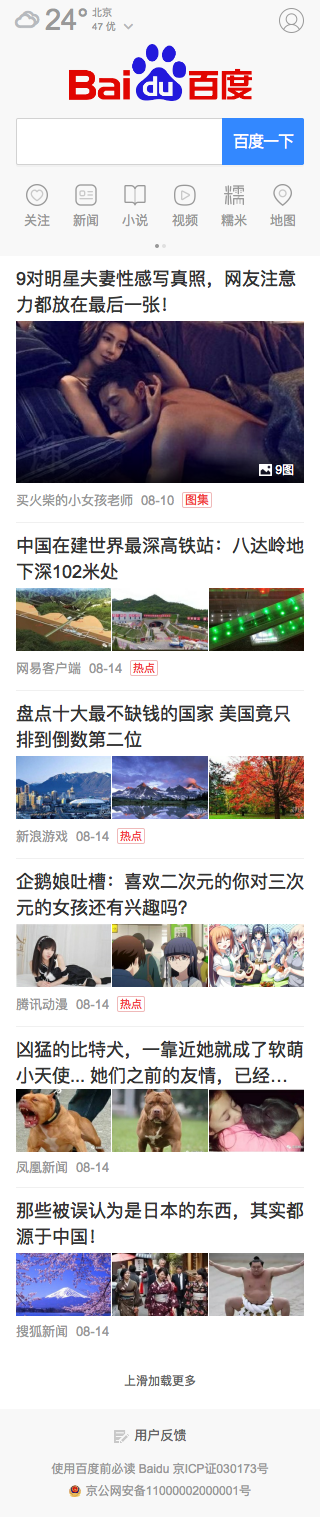 24°
北京
47 优
Bai du 百度
百度一下
关注 新闻 小说 视频 糯米 地图
9对明星夫妻性感写真照，网友注意
力都放在最后一张！
9图
买火柴的小女孩老师 08-10 图集
中国在建世界最深高铁站：八达岭地
下深102米处
网易客户端 08-14 热点
盘点十大最不缺钱的国家 美国竟只
排到倒数第二位
新浪游戏 08-14 热点
企鹅娘吐槽：喜欢二次元的你对三次
元的女孩还有兴趣吗？
腾讯动漫 08-14 热点
凶猛的比特犬，一靠近她就成了软萌
小天使... 她们之前的友情，已经...
凤凰新闻 08-14
那些被误认为是日本的东西，其实都
源于中国！
搜狐新闻 08-14
上滑加载更多
用户反馈
使用百度前必读 Baidu 京ICP证030173号
京公网安备11000002000001号